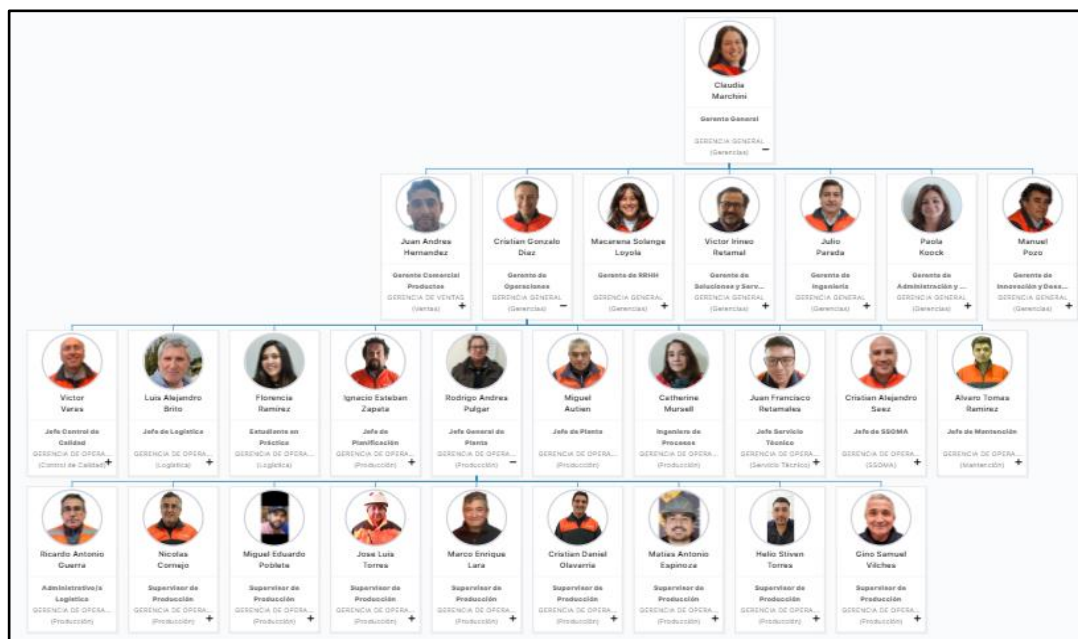 Claudia
Marchini
Gerente General
GERENCIA GENERAL
(Gerencias)
−
Juan Andres
Hernandez
Gerente Comercial
Productos
GERENCIA DE VENTAS
(Ventas)
+
Cristian Gonzalo
Diaz
Gerente de
Operaciones
GERENCIA GENERAL
(Gerencias)
−
Macarena Solange
Loyola
Gerente de RRHH
GERENCIA GENERAL
(Gerencias)
+
Victor Irineo
Retamal
Gerente de
Soluciones y Serv...
GERENCIA GENERAL
(Gerencias)
+
Julio
Parada
Gerente de
Ingeniería
GERENCIA GENERAL
(Gerencias)
+
Paola
Koock
Gerente de
Administración y ...
GERENCIA GENERAL
(Gerencias)
+
Manuel
Pozo
Gerente de
Innovación y Desa...
GERENCIA GENERAL
(Gerencias)
+
Victor
Varas
Jefe Control de
Calidad
GERENCIA DE OPERA...
(Control de Calidad)
+
Luis Alejandro
Brito
Jefe de Logística
GERENCIA DE OPERA...
(Logística)
+
Florencia
Ramirez
Estudiante en
Práctica
GERENCIA DE OPERA...
(Logística)
+
Ignacio Esteban
Zapata
Jefe de
Planificación
GERENCIA DE OPERA...
(Producción)
+
Rodrigo Andres
Pulgar
Jefe General de
Planta
GERENCIA DE OPERA...
(Producción)
−
Miguel
Autien
Jefe de Planta
GERENCIA DE OPERA...
(Producción)
+
Catherine
Mursell
Ingeniero de
Procesos
GERENCIA DE OPERA...
(Producción)
+
Juan Francisco
Retamales
Jefe Servicio
Técnico
GERENCIA DE OPERA...
(Servicio Técnico)
+
Cristian Alejandro
Saez
Jefe de SSOMA
GERENCIA DE OPERA...
(SSOMA)
+
Alvaro Tomas
Ramirez
Jefe de Mantención
GERENCIA DE OPERA...
(Mantención)
+
Ricardo Antonio
Guerra
Administrativo/a
Logística
GERENCIA DE OPERA...
(Producción)
Nicolas
Cornejo
Supervisor de
Producción
GERENCIA DE OPERA...
(Producción)
+
Miguel Eduardo
Poblete
Supervisor de
Producción
GERENCIA DE OPERA...
(Producción)
+
Jose Luis
Torres
Supervisor de
Producción
GERENCIA DE OPERA...
(Producción)
+
Marco Enrique
Lara
Supervisor de
Producción
GERENCIA DE OPERA...
(Producción)
+
Cristian Daniel
Olavarria
Supervisor de
Producción
GERENCIA DE OPERA...
(Producción)
+
Matias Antonio
Espinoza
Supervisor de
Producción
GERENCIA DE OPERA...
(Producción)
+
Helio Stiven
Torres
Supervisor de
Producción
GERENCIA DE OPERA...
(Producción)
+
Gino Samuel
Vilches
Supervisor de
Producción
GERENCIA DE OPERA...
(Producción)
+